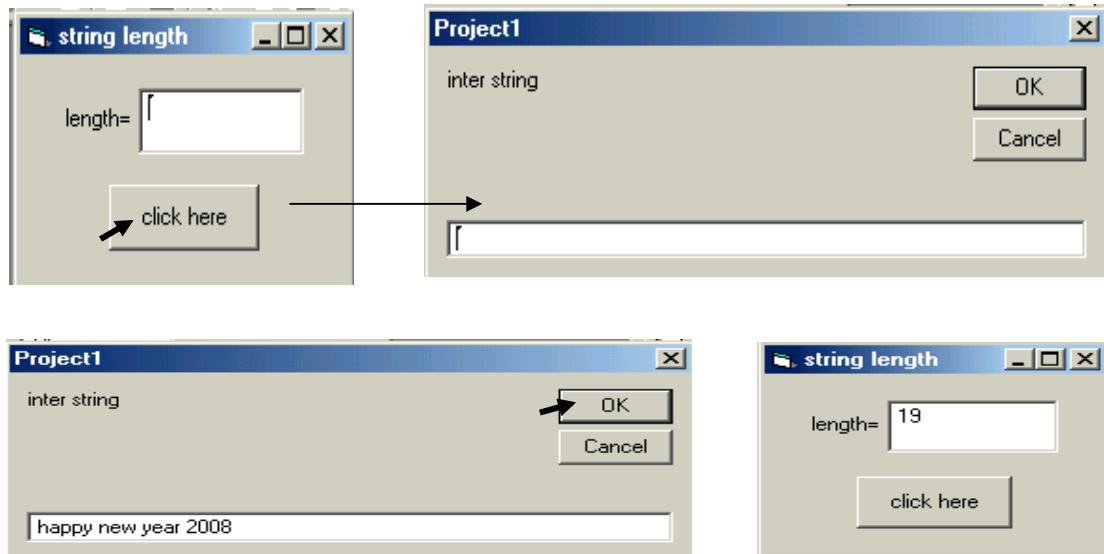 string length
length=
click here
Project1
inter string
OK
Cancel
Project1
inter string
OK
Cancel
happy new year 2008
string length
length= 19
click here